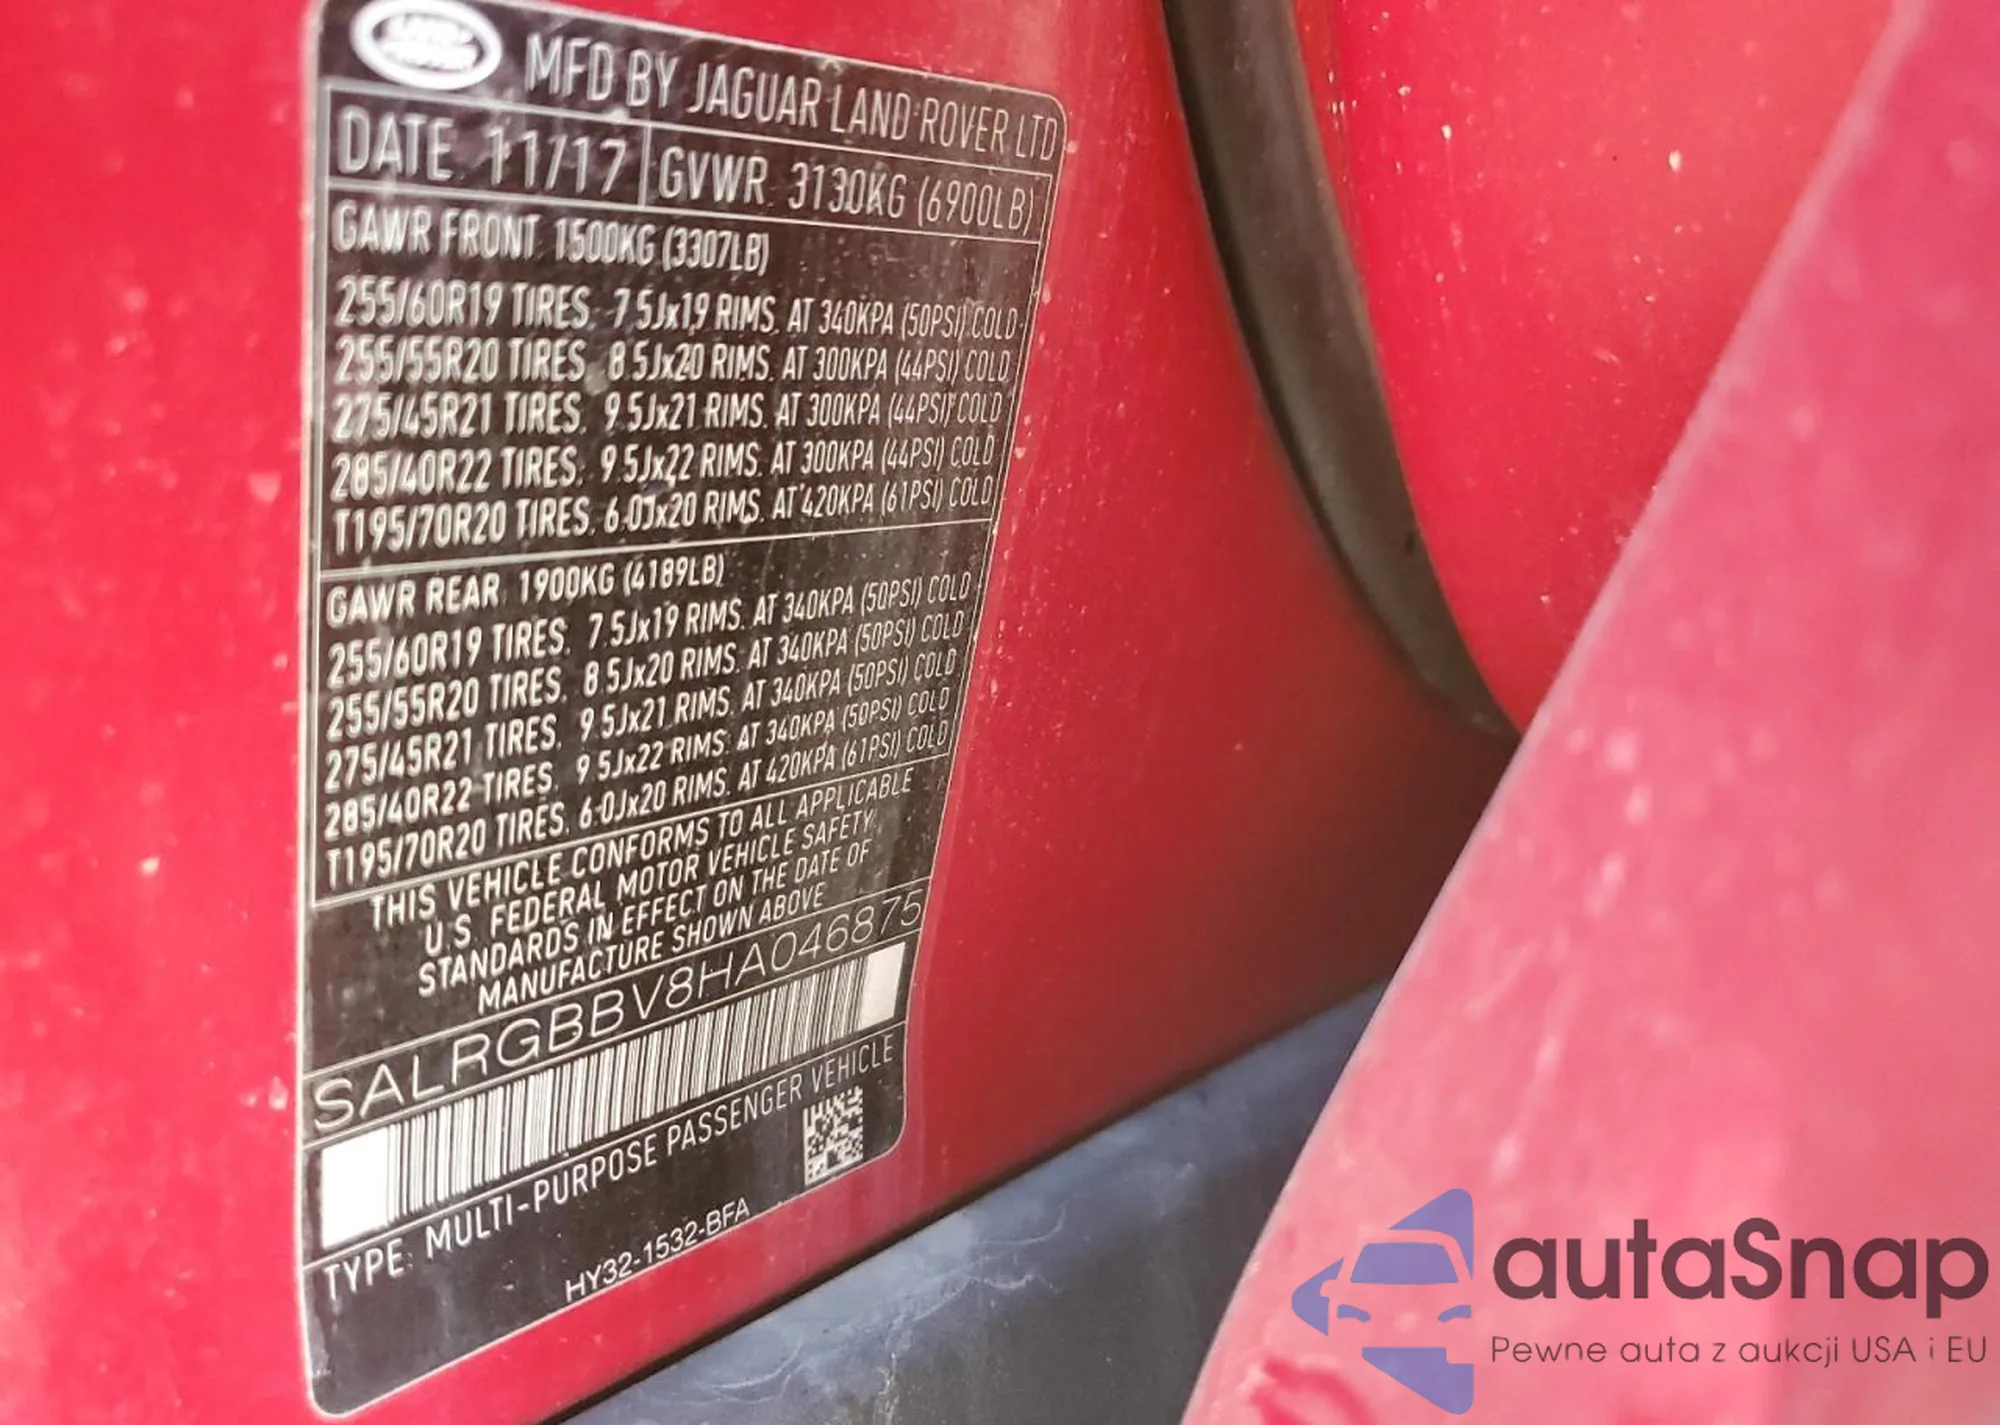 LAND ROVER
MFD BY JAGUAR LAND ROVER LTD
DATE 11/17 GVWR 3130KG (6900LB)
GAWR FRONT 1500KG (3307LB)
255/60R19 TIRES. 7.5Jx19 RIMS. AT 340KPA (50PSI) COLD
255/55R20 TIRES. 8.5Jx20 RIMS. AT 300KPA (44PSI) COLD
275/45R21 TIRES. 9.5Jx21 RIMS. AT 300KPA (44PSI) COLD
285/40R22 TIRES. 9.5Jx22 RIMS. AT 300KPA (44PSI) COLD
T195/70R20 TIRES. 6.0Jx20 RIMS. AT 420KPA (61PSI) COLD
GAWR REAR 1900KG (4189LB)
255/60R19 TIRES. 7.5Jx19 RIMS. AT 340KPA (50PSI) COLD
255/55R20 TIRES. 8.5Jx20 RIMS. AT 340KPA (50PSI) COLD
275/45R21 TIRES. 9.5Jx21 RIMS. AT 340KPA (50PSI) COLD
285/40R22 TIRES. 9.5Jx22 RIMS. AT 340KPA (50PSI) COLD
T195/70R20 TIRES. 6.0Jx20 RIMS. AT 420KPA (61PSI) COLD
THIS VEHICLE CONFORMS TO ALL APPLICABLE
U.S. FEDERAL MOTOR VEHICLE SAFETY
STANDARDS IN EFFECT ON THE DATE OF
MANUFACTURE SHOWN ABOVE
SALRGBBV8HA046875
TYPE: MULTI-PURPOSE PASSENGER VEHICLE
HY32-1532-BFA
autaSnap
Pewne auta z aukcji USA i EU